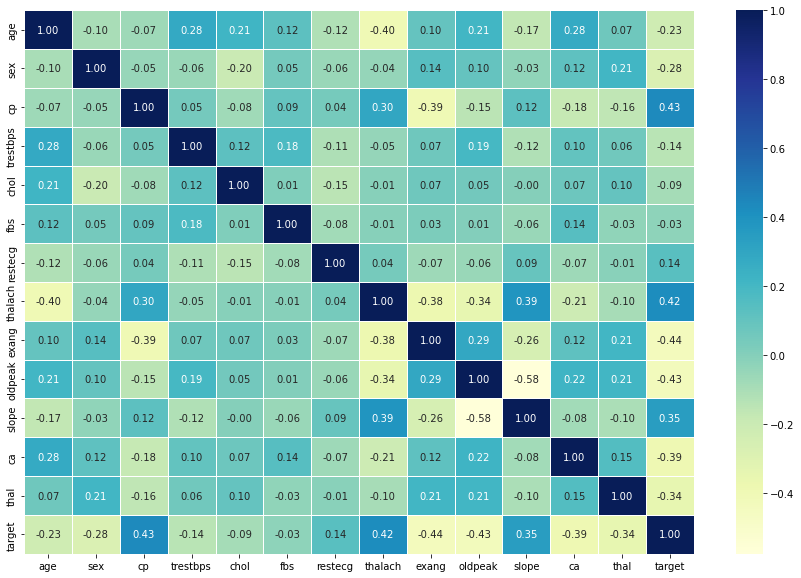 age 1.00 -0.10 -0.07 0.28 0.21 0.12 -0.12 -0.40 0.10 0.21 -0.17 0.28 0.07 -0.23
sex -0.10 1.00 -0.05 -0.06 -0.20 0.05 -0.06 -0.04 0.14 0.10 -0.03 0.12 0.21 -0.28
cp -0.07 -0.05 1.00 0.05 -0.08 0.09 0.04 0.30 -0.39 -0.15 0.12 -0.18 -0.16 0.43
trestbps 0.28 -0.06 0.05 1.00 0.12 0.18 -0.11 -0.05 0.07 0.19 -0.12 0.10 0.06 -0.14
chol 0.21 -0.20 -0.08 0.12 1.00 0.01 -0.15 -0.01 0.07 0.05 -0.00 0.07 0.10 -0.09
fbs 0.12 0.05 0.09 0.18 0.01 1.00 -0.08 -0.01 0.03 0.01 -0.06 0.14 -0.03 -0.03
restecg -0.12 -0.06 0.04 -0.11 -0.15 -0.08 1.00 0.04 -0.07 -0.06 0.09 -0.07 -0.01 0.14
thalach -0.40 -0.04 0.30 -0.05 -0.01 -0.01 0.04 1.00 -0.38 -0.34 0.39 -0.21 -0.10 0.42
exang 0.10 0.14 -0.39 0.07 0.07 0.03 -0.07 -0.38 1.00 0.29 -0.26 0.12 0.21 -0.44
oldpeak 0.21 0.10 -0.15 0.19 0.05 0.01 -0.06 -0.34 0.29 1.00 -0.58 0.22 0.21 -0.43
slope -0.17 -0.03 0.12 -0.12 -0.00 -0.06 0.09 0.39 -0.26 -0.58 1.00 -0.08 -0.10 0.35
ca 0.28 0.12 -0.18 0.10 0.07 0.14 -0.07 -0.21 0.12 0.22 -0.08 1.00 0.15 -0.39
thal 0.07 0.21 -0.16 0.06 0.10 -0.03 -0.01 -0.10 0.21 0.21 -0.10 0.15 1.00 -0.34
target -0.23 -0.28 0.43 -0.14 -0.09 -0.03 0.14 0.42 -0.44 -0.43 0.35 -0.39 -0.34 1.00
age sex cp trestbps chol fbs restecg thalach exang oldpeak slope ca thal target
1.0
0.8
0.6
0.4
0.2
0.0
−0.2
−0.4